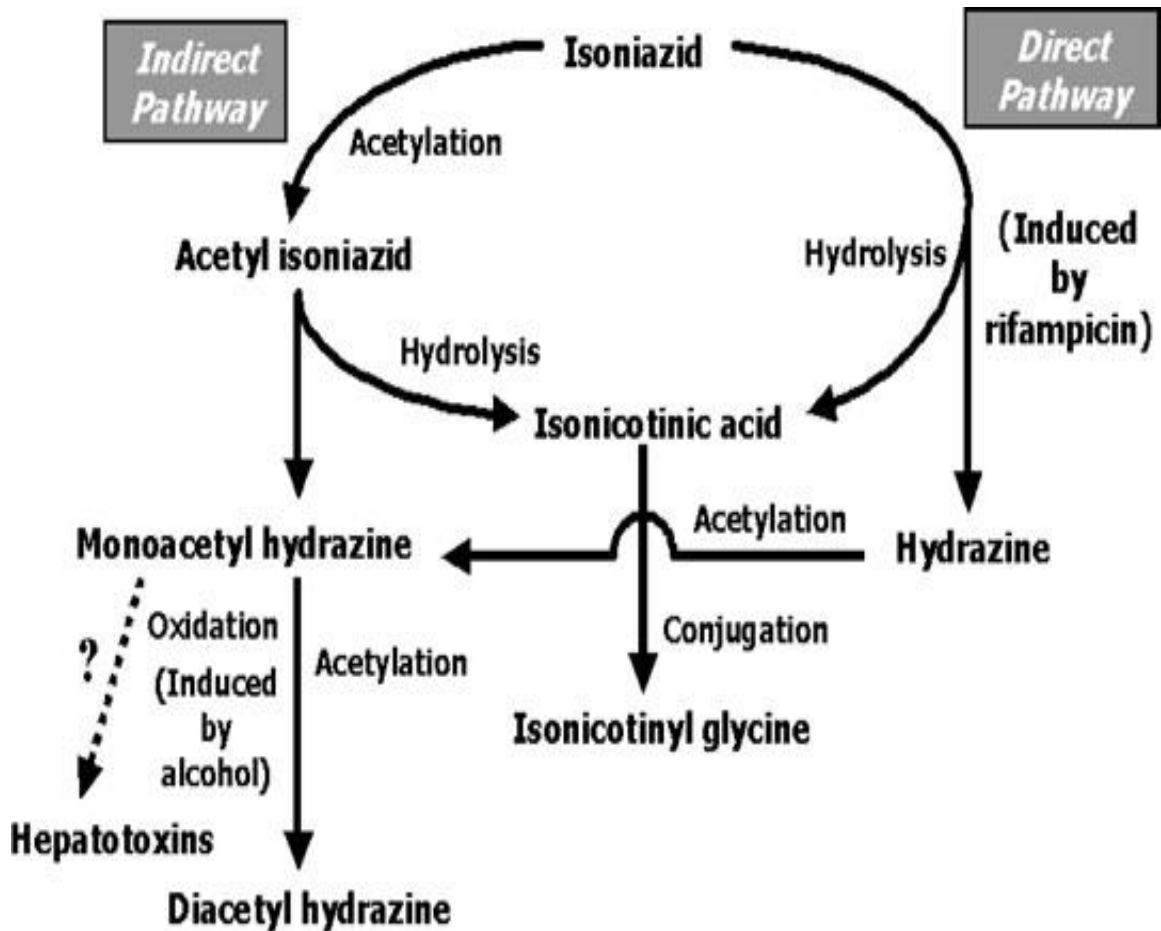 Indirect
Pathway
Isoniazid
Direct
Pathway
Acetylation
Acetyl isoniazid
Hydrolysis
(Induced
by
rifampicin)
Hydrolysis
Isonicotinic acid
Monoacetyl hydrazine
Acetylation
Hydrazine
?
Oxidation
(Induced
by
alcohol)
Acetylation
Conjugation
Isonicotinyl glycine
Hepatotoxins
Diacetyl hydrazine